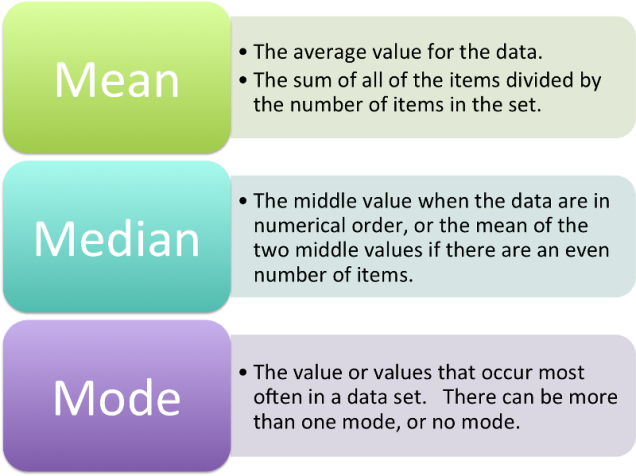 Mean
• The average value for the data.
• The sum of all of the items divided by
the number of items in the set.
Median
• The middle value when the data are in
numerical order, or the mean of the
two middle values if there are an even
number of items.
Mode
• The value or values that occur most
often in a data set.   There can be more
than one mode, or no mode.